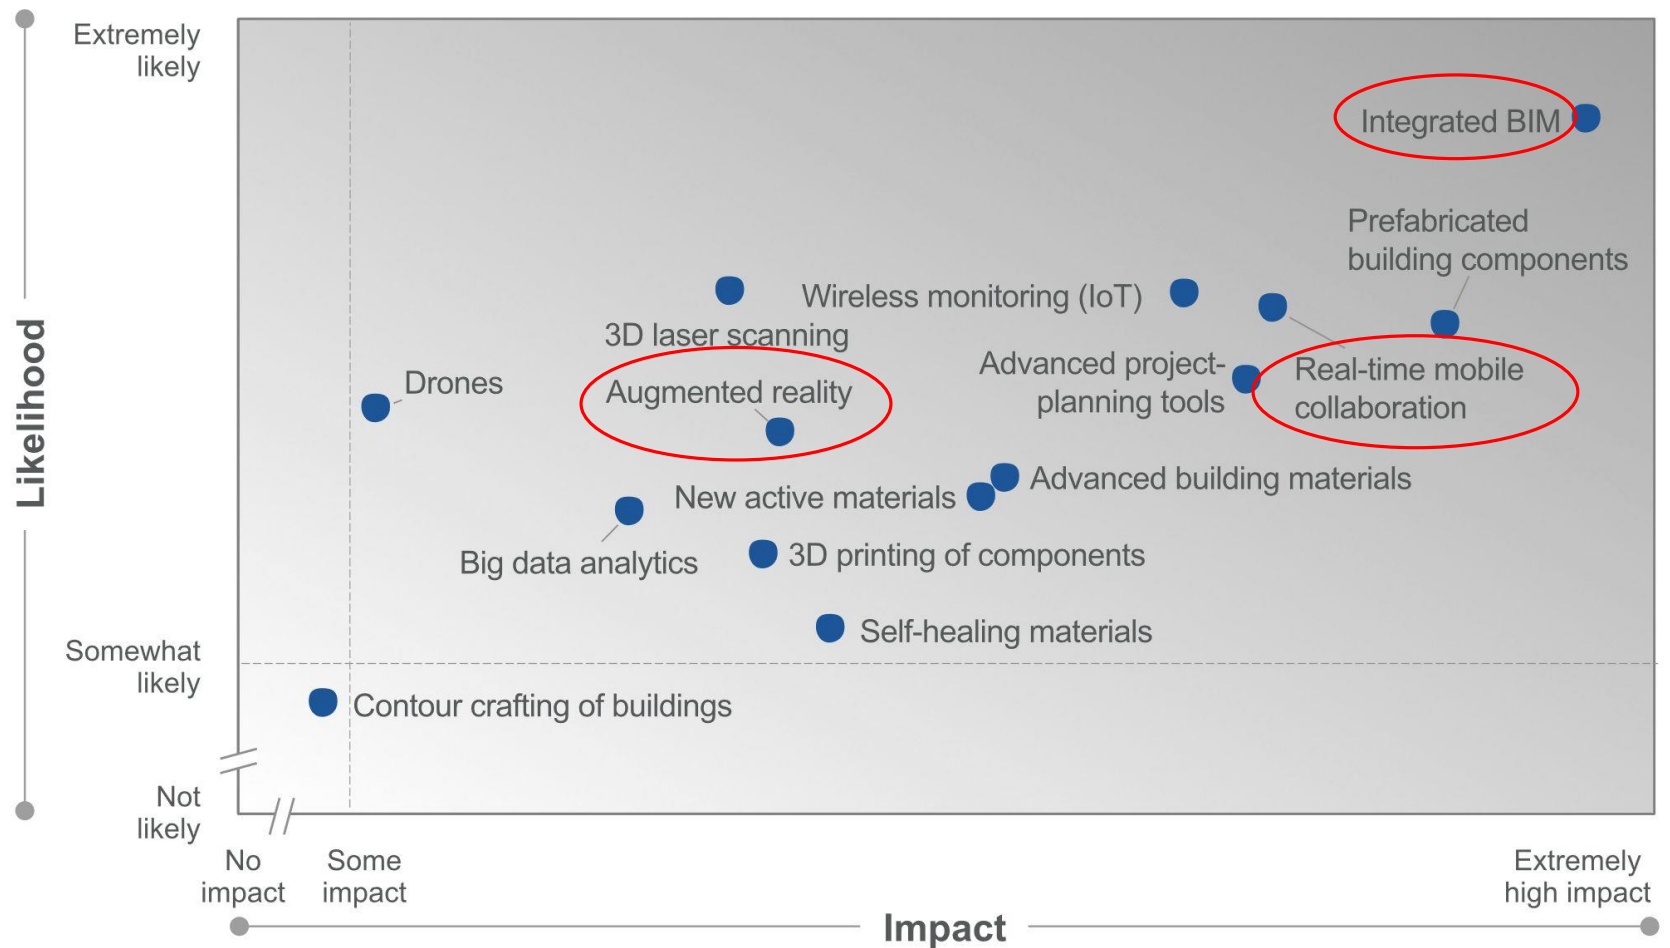 Extremely
likely
Integrated BIM
Prefabricated
building components
Wireless monitoring (IoT)
3D laser scanning
Advanced project-
planning tools
Real-time mobile
collaboration
Drones
Augmented reality
Advanced building materials
New active materials
Big data analytics
3D printing of components
Self-healing materials
Somewhat
likely
Contour crafting of buildings
Not
likely
Likelihood
No
impact
Some
impact
Extremely
high impact
Impact